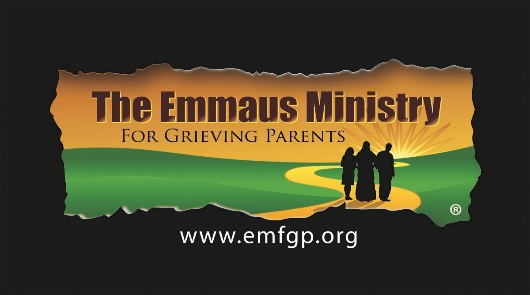 The Emmaus Ministry
FOR GRIEVING PARENTS
®
www.emfgp.org